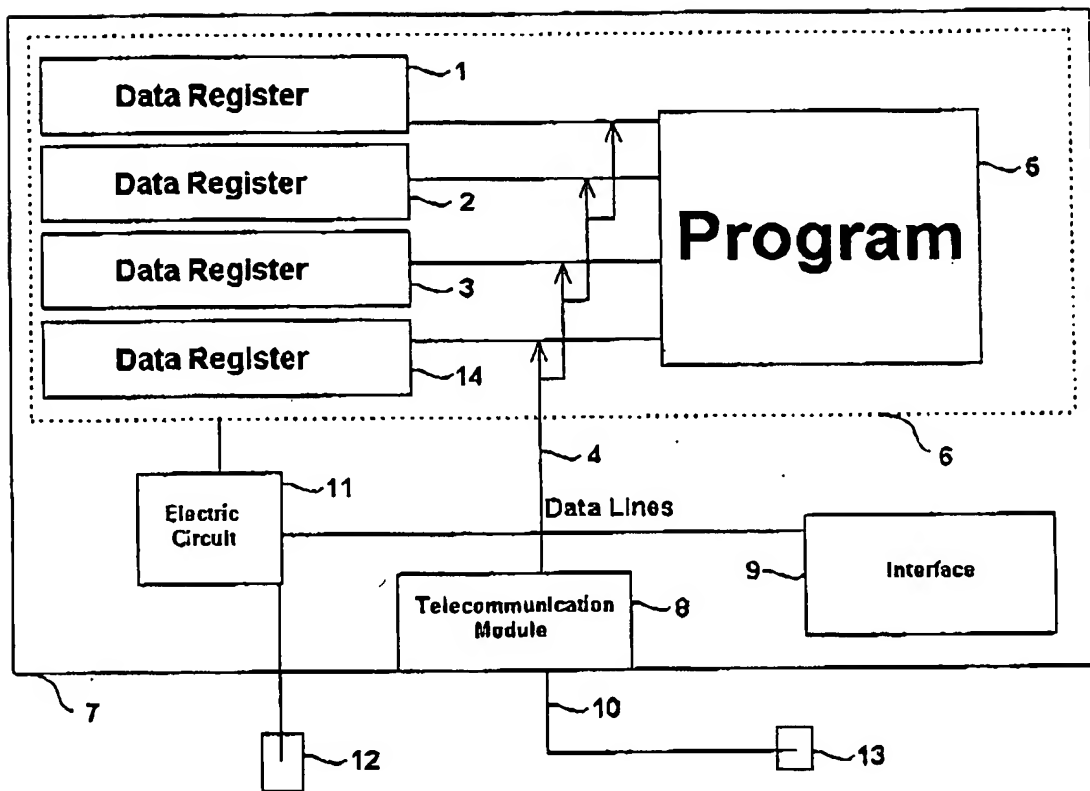 Data Register
1
Data Register
2
Data Register
3
Data Register
14
Program
5
6
4
Data Lines
Electric
Circuit
11
Telecommunication
Module
8
9
Interface
7
10
12
13